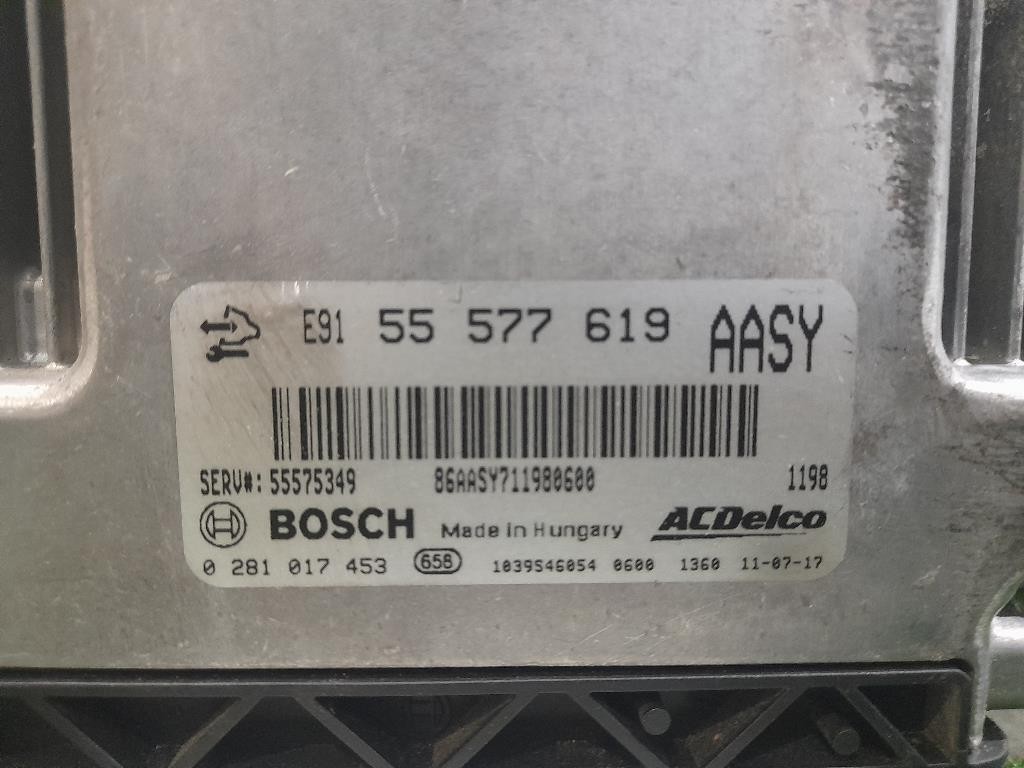 E91 55 577 619 AASY
SERV#: 55575349 86AASY711980600 1198
BOSCH Made in Hungary ACDelco
0 281 017 453 658 1039S46054 0600 1360 11-07-17